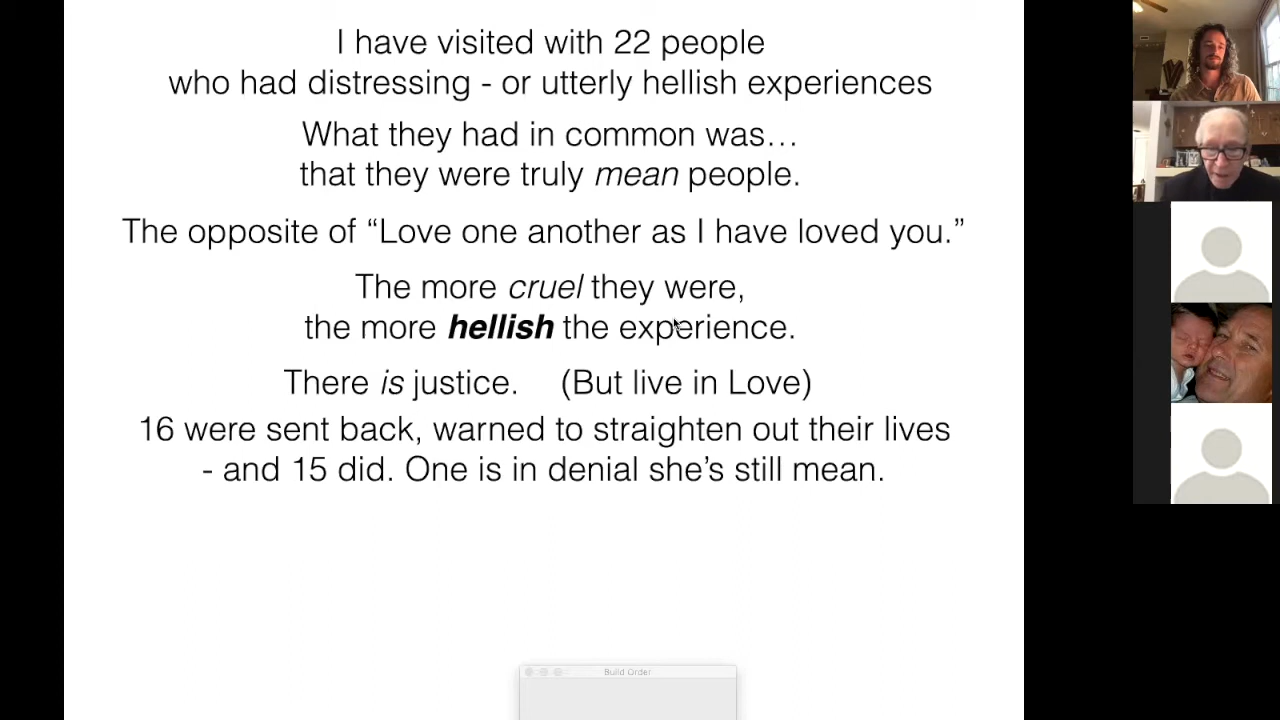 I have visited with 22 people
who had distressing - or utterly hellish experiences
What they had in common was…
that they were truly mean people.
The opposite of “Love one another as I have loved you.”
The more cruel they were,
the more hellish the experience.
There is justice. (But live in Love)
16 were sent back, warned to straighten out their lives
- and 15 did. One is in denial she’s still mean.
Build Order